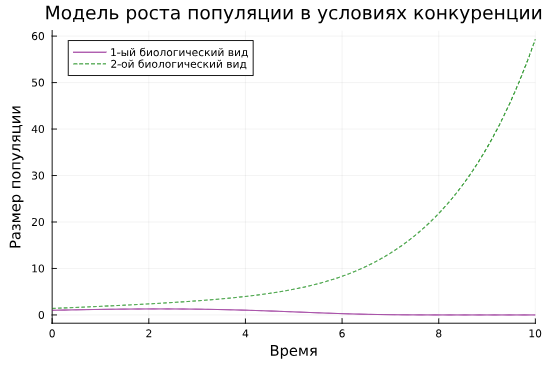 Модель роста популяции в условиях конкуренции
1-ый биологический вид
2-ой биологический вид
Размер популяции
60
50
40
30
20
10
0
0 2 4 6 8 10
Время